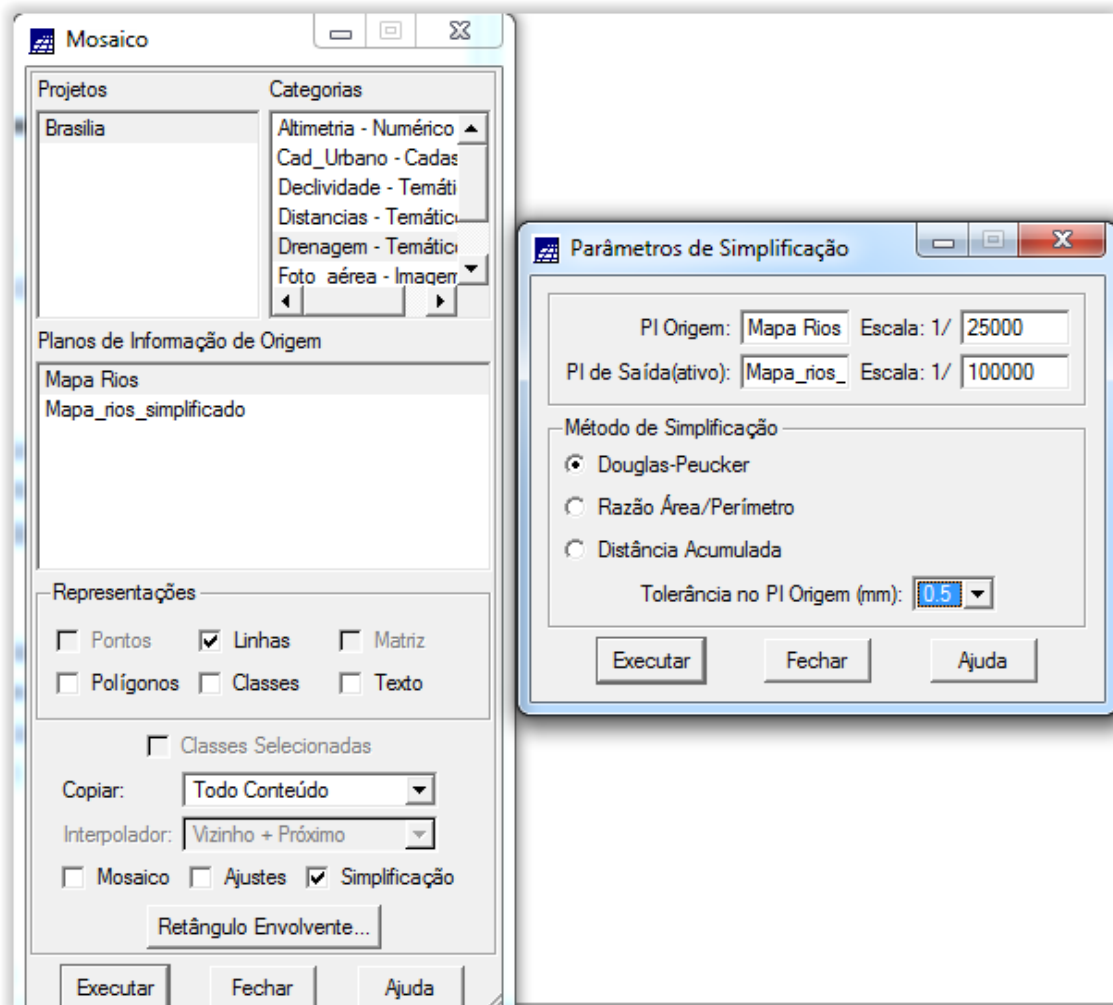 Mosaico
Projetos Categorias
Brasilia
Altimetria - Numérico
Cad_Urbano - Cadas
Declividade - Temáti
Distancias - Temátic
Drenagem - Temátic
Foto_aérea - Imagem
Planos de Informação de Origem
Mapa Rios
Mapa_rios_simplificado
Representações
Pontos Linhas Matriz
Polígonos Classes Texto
Classes Selecionadas
Copiar: Todo Conteúdo
Interpolador: Vizinho + Próximo
Mosaico Ajustes Simplificação
Retângulo Envolvente...
Executar Fechar Ajuda
Parâmetros de Simplificação
PI Origem: Mapa Rios Escala: 1/ 25000
PI de Saída(ativo): Mapa_rios_ Escala: 1/ 100000
Método de Simplificação
Douglas-Peucker
Razão Área/Perímetro
Distância Acumulada
Tolerância no PI Origem (mm): 0.5
Executar Fechar Ajuda